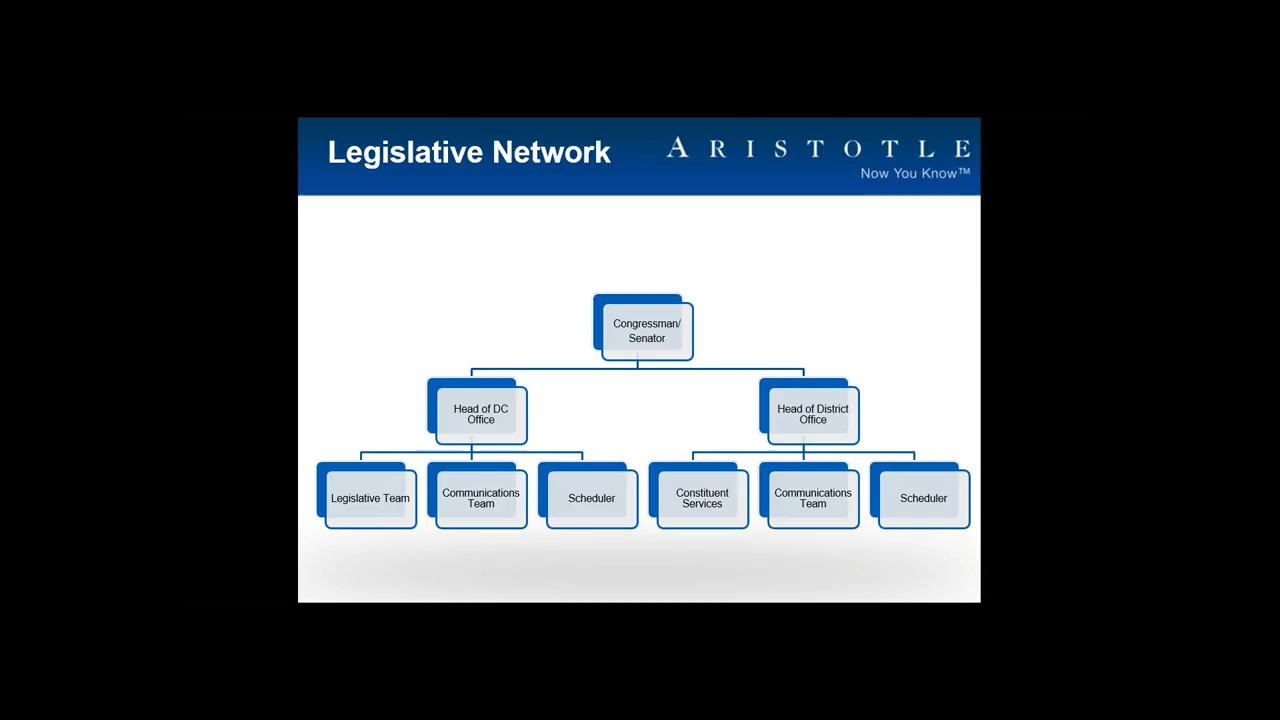 Legislative Network
ARISTOTLE
Now You Know™
Congressman/
Senator
Head of DC
Office
Head of District
Office
Legislative Team
Communications
Team
Scheduler
Constituent
Services
Communications
Team
Scheduler